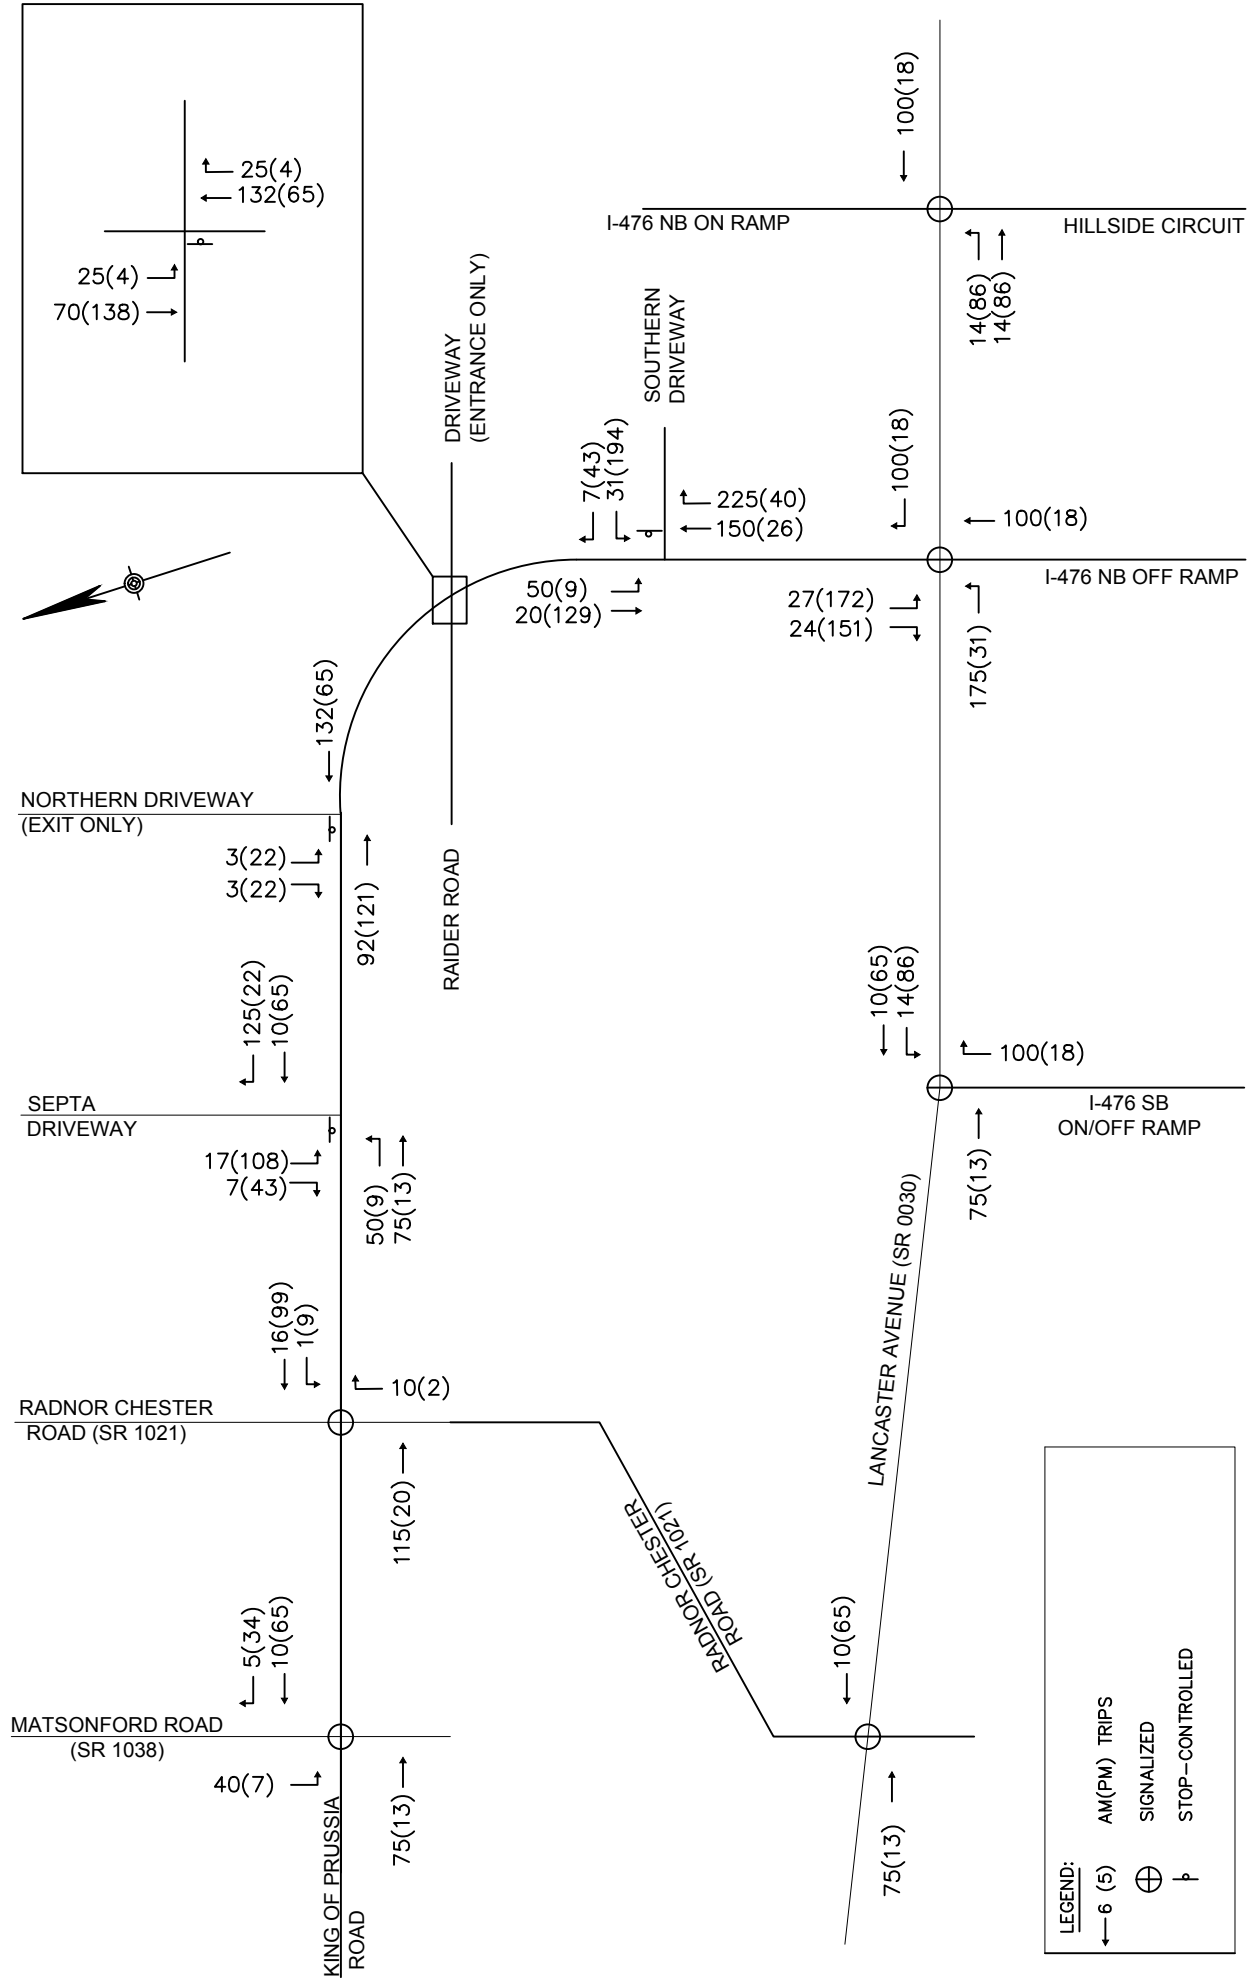 100(18)
25(4)
132(65)
25(4)
70(138)
I-476 NB ON RAMP
HILLSIDE CIRCUIT
14(86)
14(86)
DRIVEWAY
(ENTRANCE ONLY)
SOUTHERN
DRIVEWAY
7(43)
31(194)
225(40)
150(26)
100(18)
100(18)
I-476 NB OFF RAMP
50(9)
20(129)
27(172)
24(151)
175(31)
132(65)
NORTHERN DRIVEWAY
(EXIT ONLY)
3(22)
3(22)
92(121)
RAIDER ROAD
125(22)
10(65)
10(65)
14(86)
100(18)
I-476 SB
ON/OFF RAMP
75(13)
SEPTA
DRIVEWAY
17(108)
7(43)
50(9)
75(13)
LANCASTER AVENUE (SR 0030)
16(99)
1(9)
10(2)
RADNOR CHESTER
ROAD (SR 1021)
115(20)
RADNOR CHESTER
ROAD (SR 1021)
5(34)
10(65)
10(65)
MATSONFORD ROAD
(SR 1038)
40(7)
75(13)
75(13)
KING OF PRUSSIA
ROAD
LEGEND:
6 (5) AM(PM) TRIPS
SIGNALIZED
STOP-CONTROLLED